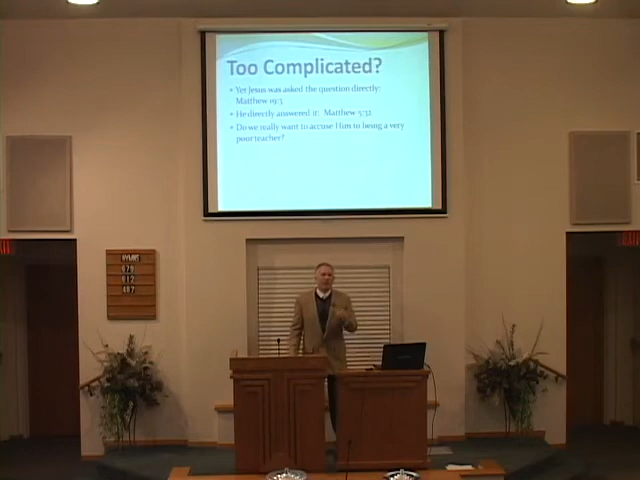 Too Complicated?
• Yet Jesus was asked the question directly:
Matthew 19:3
• He directly answered it: Matthew 5:32
• Do we really want to accuse Him to being a very
poor teacher?
HYMNS
EXIT